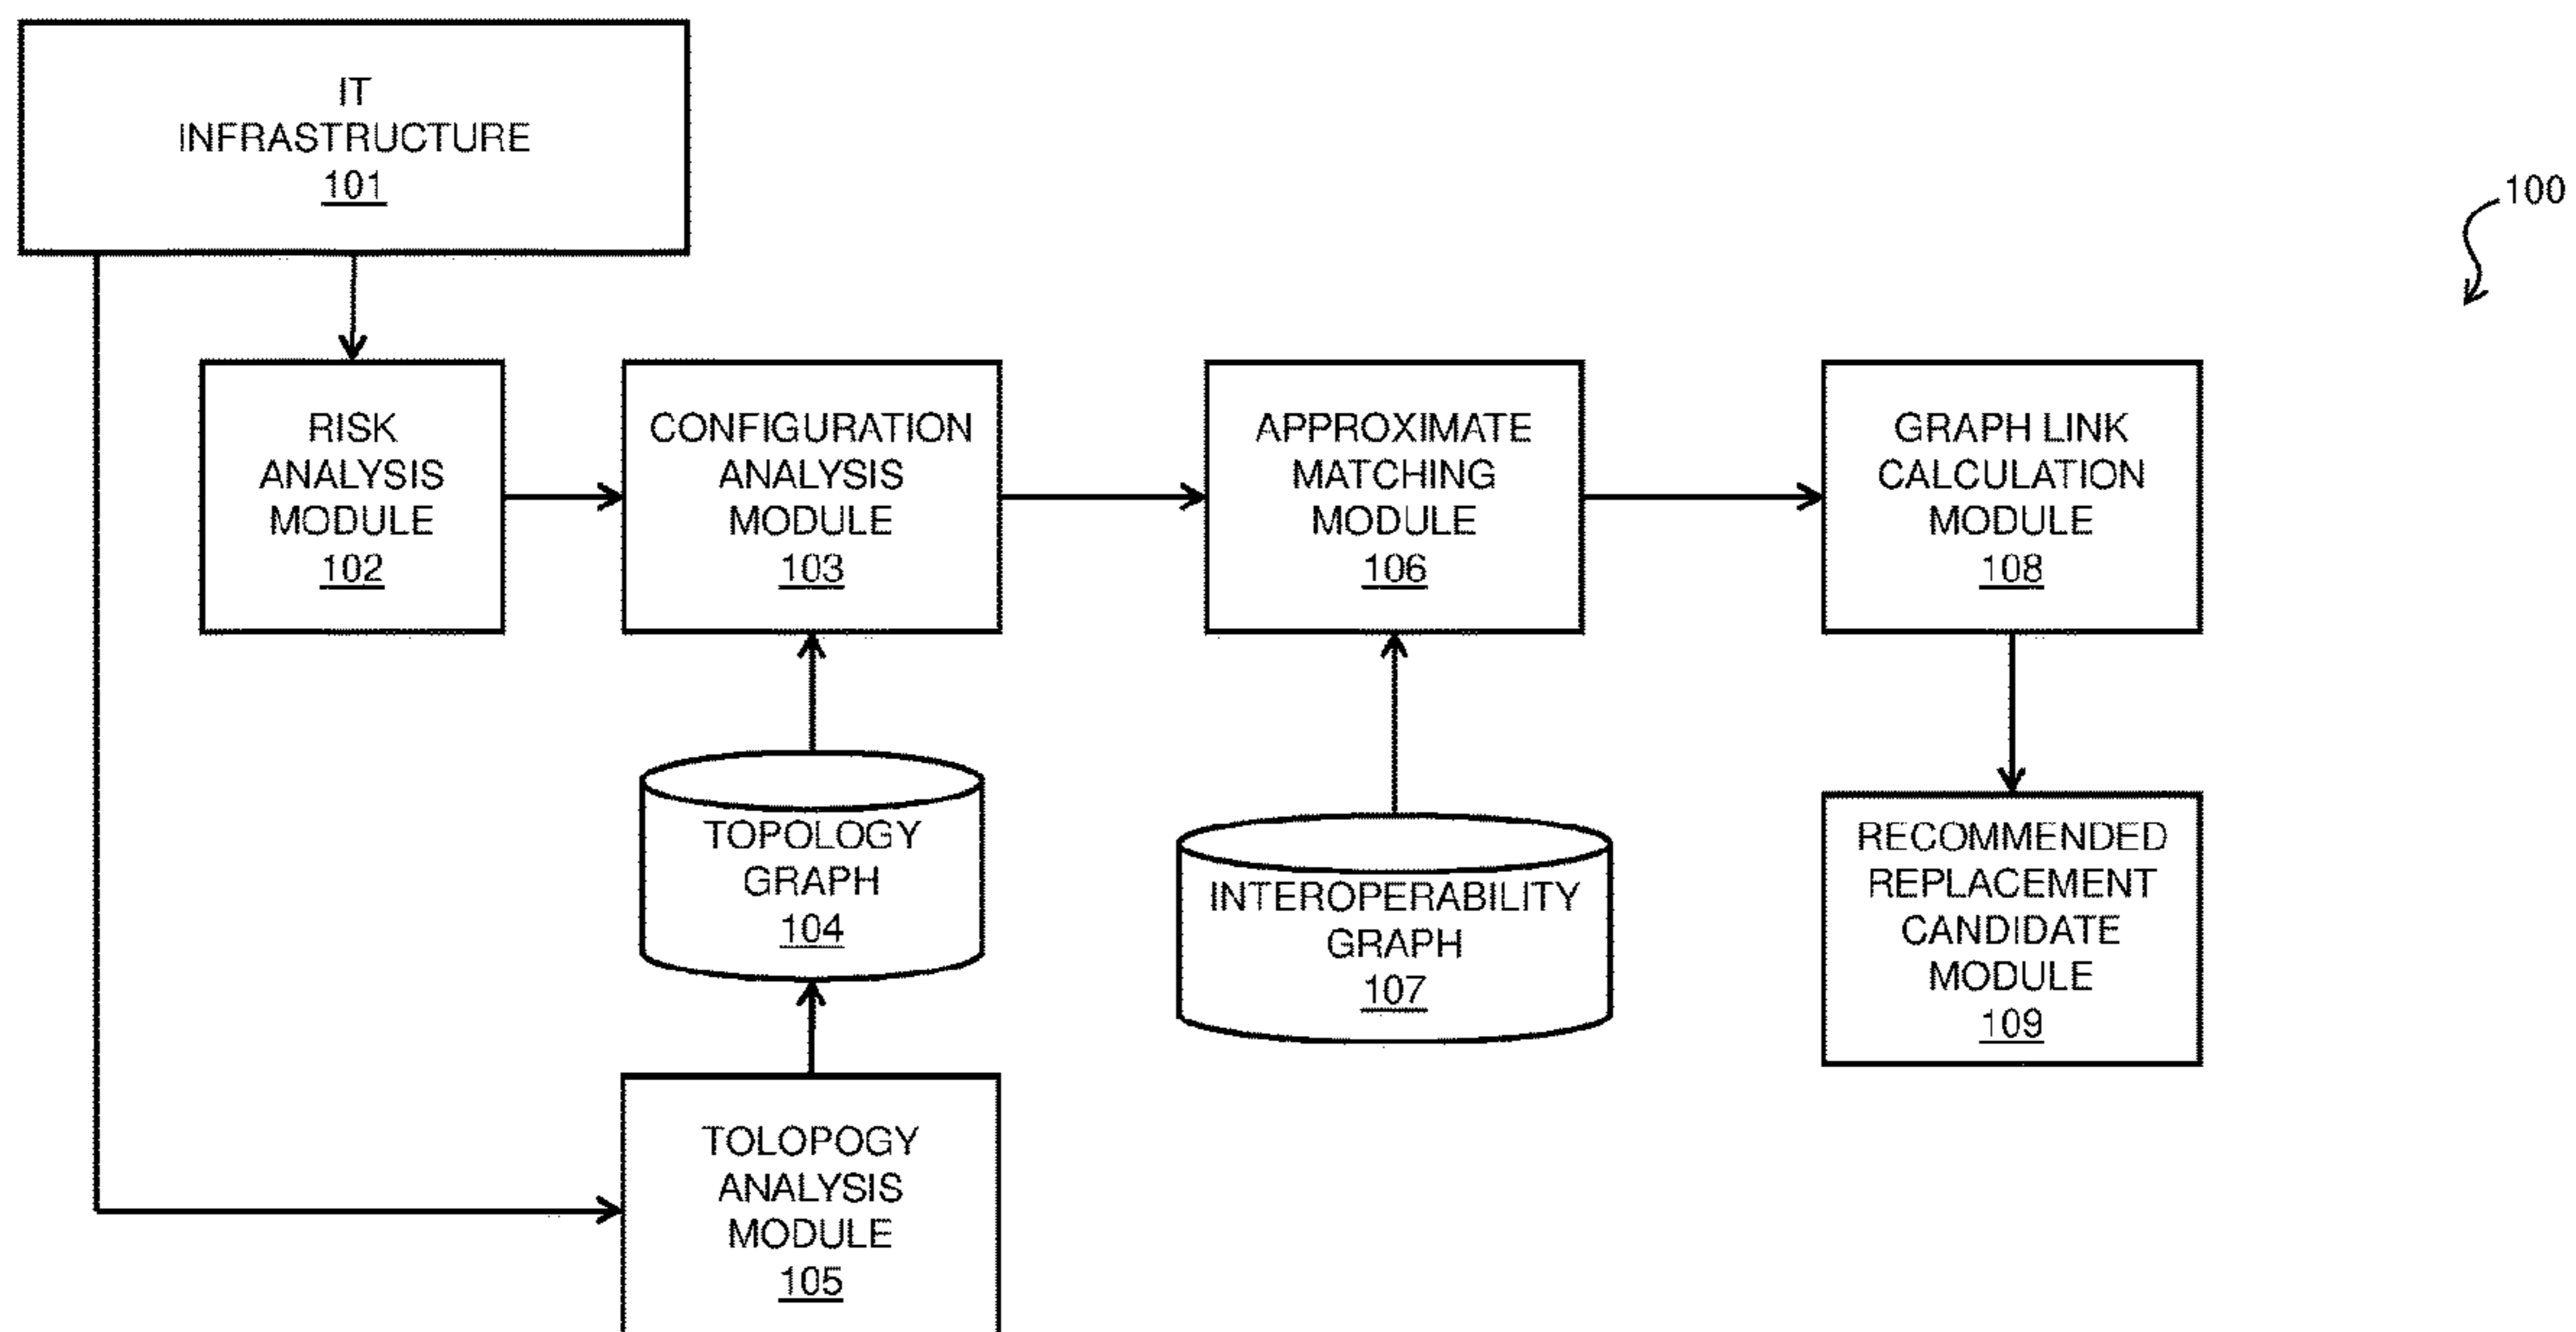 IT
INFRASTRUCTURE
101
100
RISK
ANALYSIS
MODULE
102
CONFIGURATION
ANALYSIS
MODULE
103
APPROXIMATE
MATCHING
MODULE
106
GRAPH LINK
CALCULATION
MODULE
108
TOPOLOGY
GRAPH
104
INTEROPERABILITY
GRAPH
107
RECOMMENDED
REPLACEMENT
CANDIDATE
MODULE
109
TOLOPOGY
ANALYSIS
MODULE
105